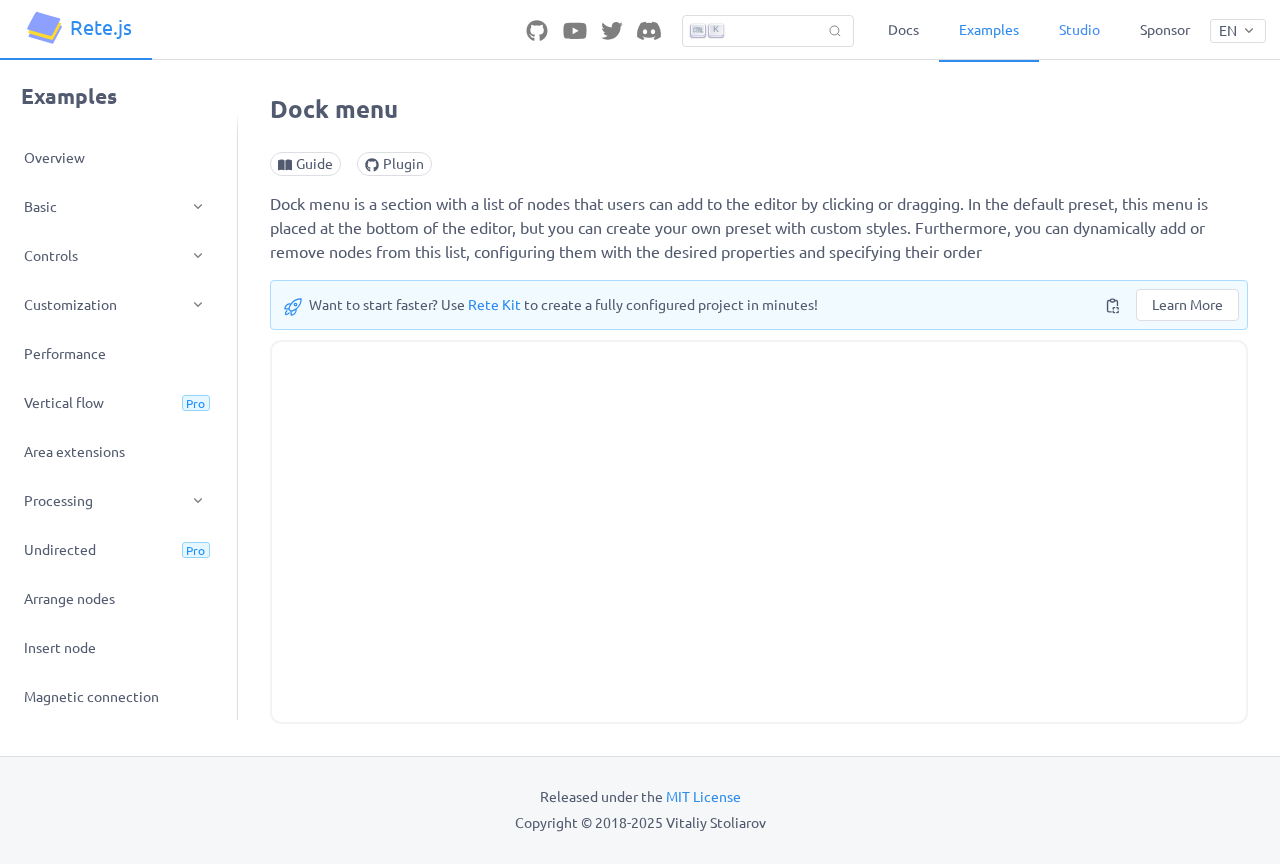 Rete.js
K
Docs
Examples
Studio
Sponsor
EN
Examples
Overview
Basic
Controls
Customization
Performance
Vertical flow
Pro
Area extensions
Processing
Undirected
Pro
Arrange nodes
Insert node
Magnetic connection
Dock menu
Guide
Plugin
Dock menu is a section with a list of nodes that users can add to the editor by clicking or dragging. In the default preset, this menu is
placed at the bottom of the editor, but you can create your own preset with custom styles. Furthermore, you can dynamically add or
remove nodes from this list, configuring them with the desired properties and specifying their order
Want to start faster? Use Rete Kit to create a fully configured project in minutes!
Learn More
Released under the MIT License
Copyright © 2018-2025 Vitaliy Stoliarov